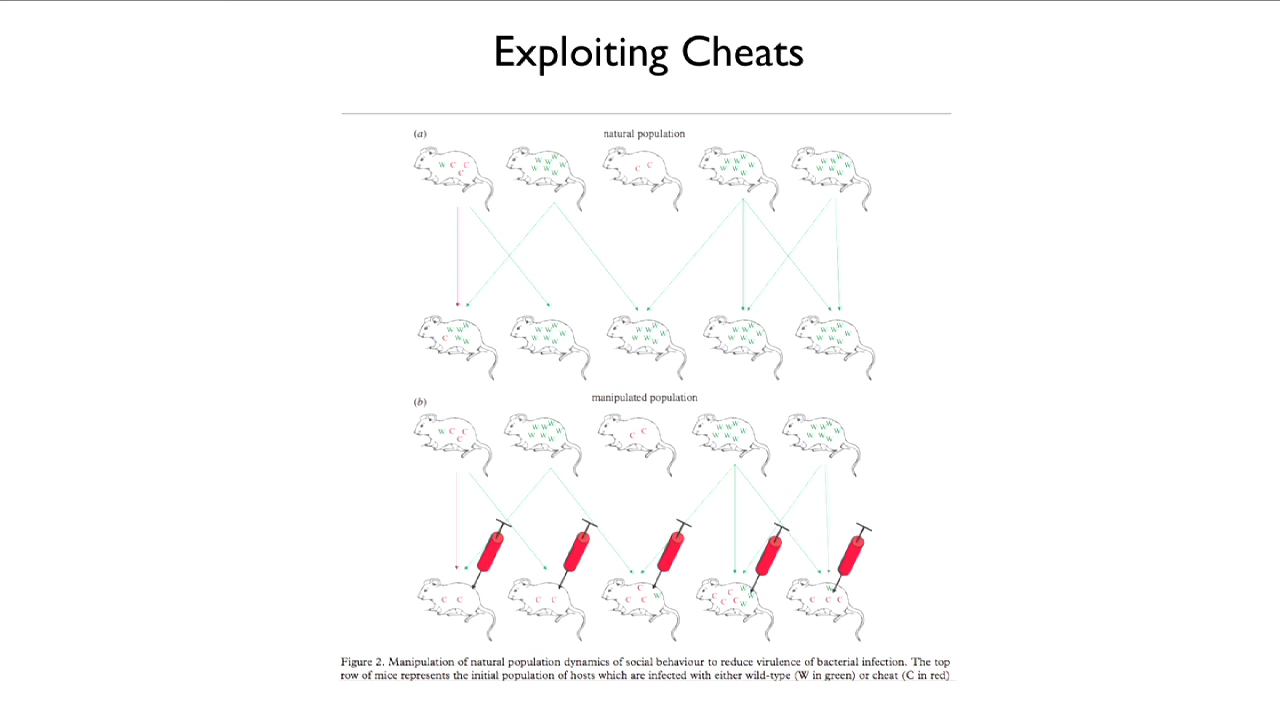 Exploiting Cheats
(a)
natural population
W C C
C
W W W
W W W
W
C C
W W W
W W W
W
W W W
W W W
W
W W W
C W W
W
W W W
W W W
W
W W W
W W W
W
W W W
W W W
W
W W W
W W W
W
(b)
manipulated population
W C C
C
W W W
W W W
W
C C
W W W
W W W
W
W W W
W W W
W
C C
C C
C
C C W
C W
C C C W W
W
C C C
Figure 2. Manipulation of natural population dynamics of social behaviour to reduce virulence of bacterial infection. The top
row of mice represents the initial population of hosts which are infected with either wild-type (W in green) or cheat (C in red)